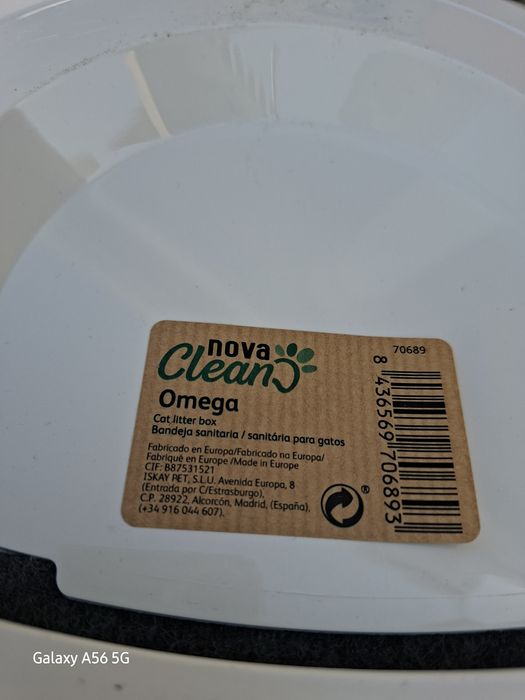 nova
Clean
Omega
Cat litter box
Bandeja sanitaria / sanitária para gatos
Fabricado en Europa/Fabricado na Europa/
Fabriqué en Europe /Made in Europe
CIF: B87531521
ISKAY PET, S.L.U. Avenida Europa, 8
(Entrada por C/Estrasburgo),
C.P. 28922, Alcorcón, Madrid, (España),
(+34 916 044 607).
®
70689
8 436569 706893
Galaxy A56 5G